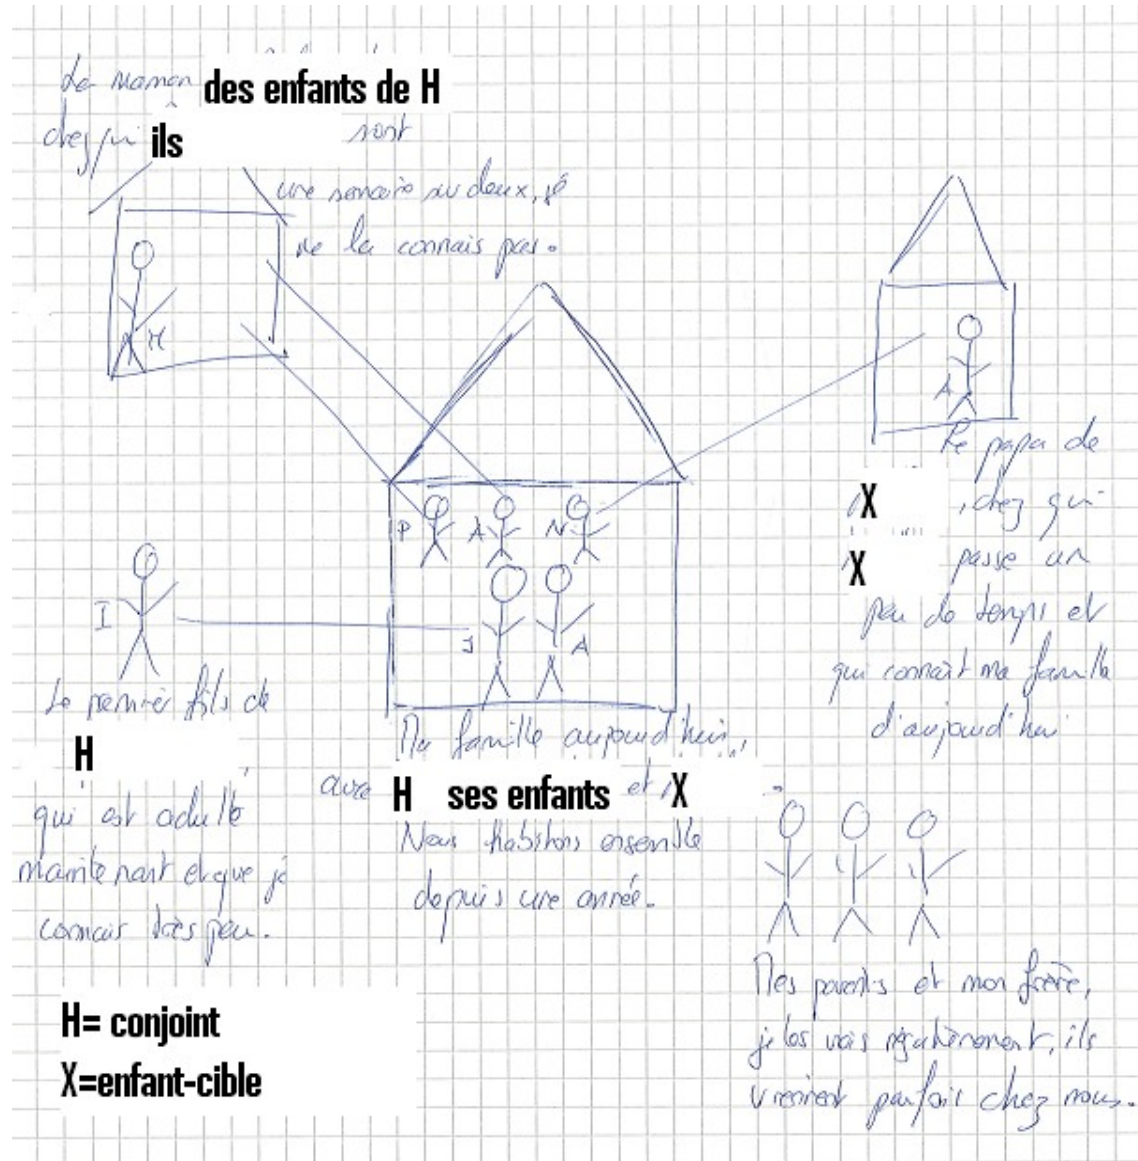 La maman des enfants de H
chez qui ils sont
une semaine sur deux, je
ne la connais pas.
H
A
Le papa de
X, chez qui
X passe un
peu de temps et
qui connaît ma famille
d'aujourd'hui
P A N
J A
I
Le premier fils de
H,
qui est adulte
maintenant et que je
connais très peu.
Ma famille aujourd'hui,
avec H ses enfants et X.
Nous habitons ensemble
depuis une année.
Mes parents et mon frère,
je les vois régulièrement, ils
viennent parfois chez nous.
H= conjoint
X=enfant-cible